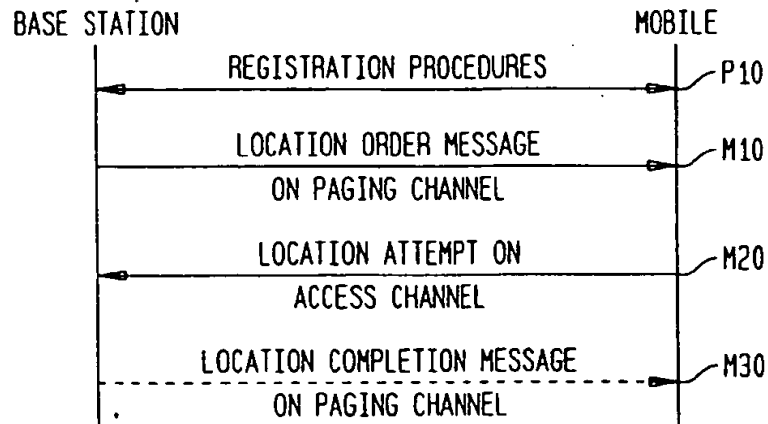 BASE STATION MOBILE
REGISTRATION PROCEDURES P10
LOCATION ORDER MESSAGE M10
ON PAGING CHANNEL
LOCATION ATTEMPT ON M20
ACCESS CHANNEL
LOCATION COMPLETION MESSAGE M30
ON PAGING CHANNEL